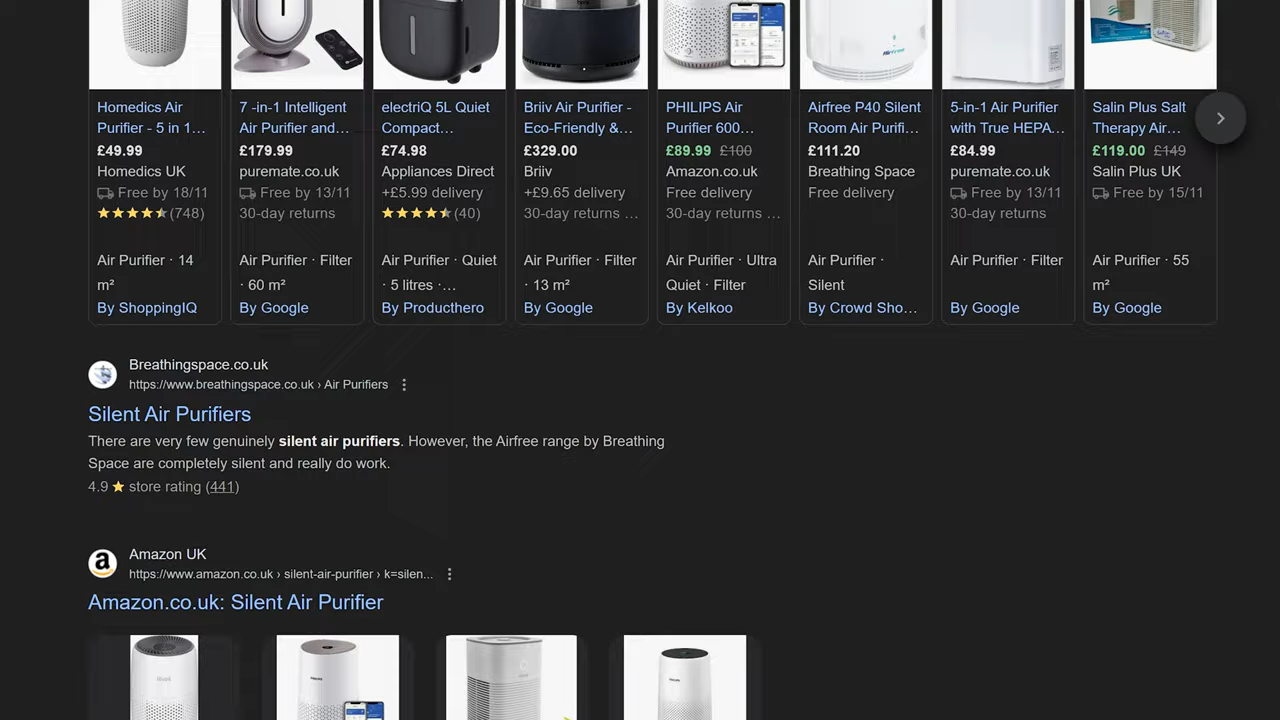 Homedics Air
Purifier - 5 in 1...
£49.99
Homedics UK
Free by 18/11
(748)
Air Purifier · 14
m²
By ShoppingIQ
7 -in-1 Intelligent
Air Purifier and...
£179.99
puremate.co.uk
Free by 13/11
30-day returns
Air Purifier · Filter
· 60 m²
By Google
electriQ 5L Quiet
Compact...
£74.98
Appliances Direct
+£5.99 delivery
(40)
Air Purifier · Quiet
· 5 litres ·...
By Producthero
Briiv Air Purifier -
Eco-Friendly &...
£329.00
Briiv
+£9.65 delivery
30-day returns ...
Air Purifier · Filter
· 13 m²
By Google
PHILIPS Air
Purifier 600...
£89.99 £100
Amazon.co.uk
Free delivery
30-day returns ...
Air Purifier · Ultra
Quiet · Filter
By Kelkoo
Airfree
Airfree P40 Silent
Room Air Purifi...
£111.20
Breathing Space
Free delivery
Air Purifier ·
Silent
By Crowd Sho...
5-in-1 Air Purifier
with True HEPA...
£84.99
puremate.co.uk
Free by 13/11
30-day returns
Air Purifier · Filter
By Google
Salin Plus Salt
Therapy Air...
£119.00 £149
Salin Plus UK
Free by 15/11
Air Purifier · 55
m²
By Google
Breathingspace.co.uk
https://www.breathingspace.co.uk › Air Purifiers
Silent Air Purifiers
There are very few genuinely silent air purifiers. However, the Airfree range by Breathing
Space are completely silent and really do work.
4.9 ★ store rating (441)
a
Amazon UK
https://www.amazon.co.uk › silent-air-purifier › k=silen...
Amazon.co.uk: Silent Air Purifier